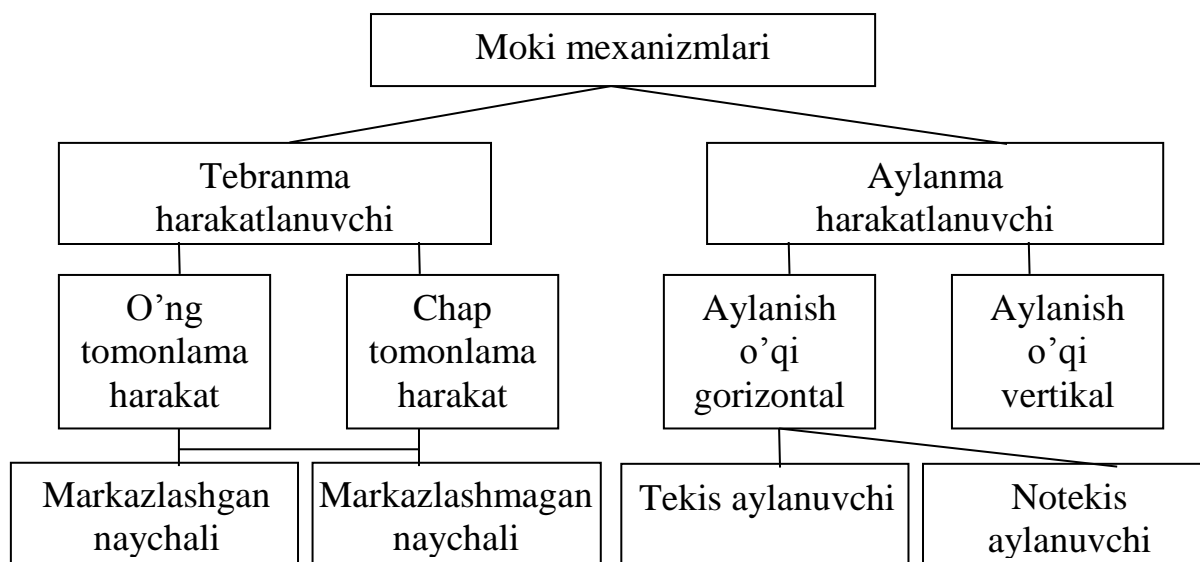 Moki mexanizmlari
Tebranma
harakatlanuvchi
Aylanma
harakatlanuvchi
O’ng
tomonlama
harakat
Chap
tomonlama
harakat
Aylanish
o’qi
gorizontal
Aylanish
o’qi
vertikal
Markazlashgan
naychali
Markazlashmagan
naychali
Tekis aylanuvchi
Notekis
aylanuvchi